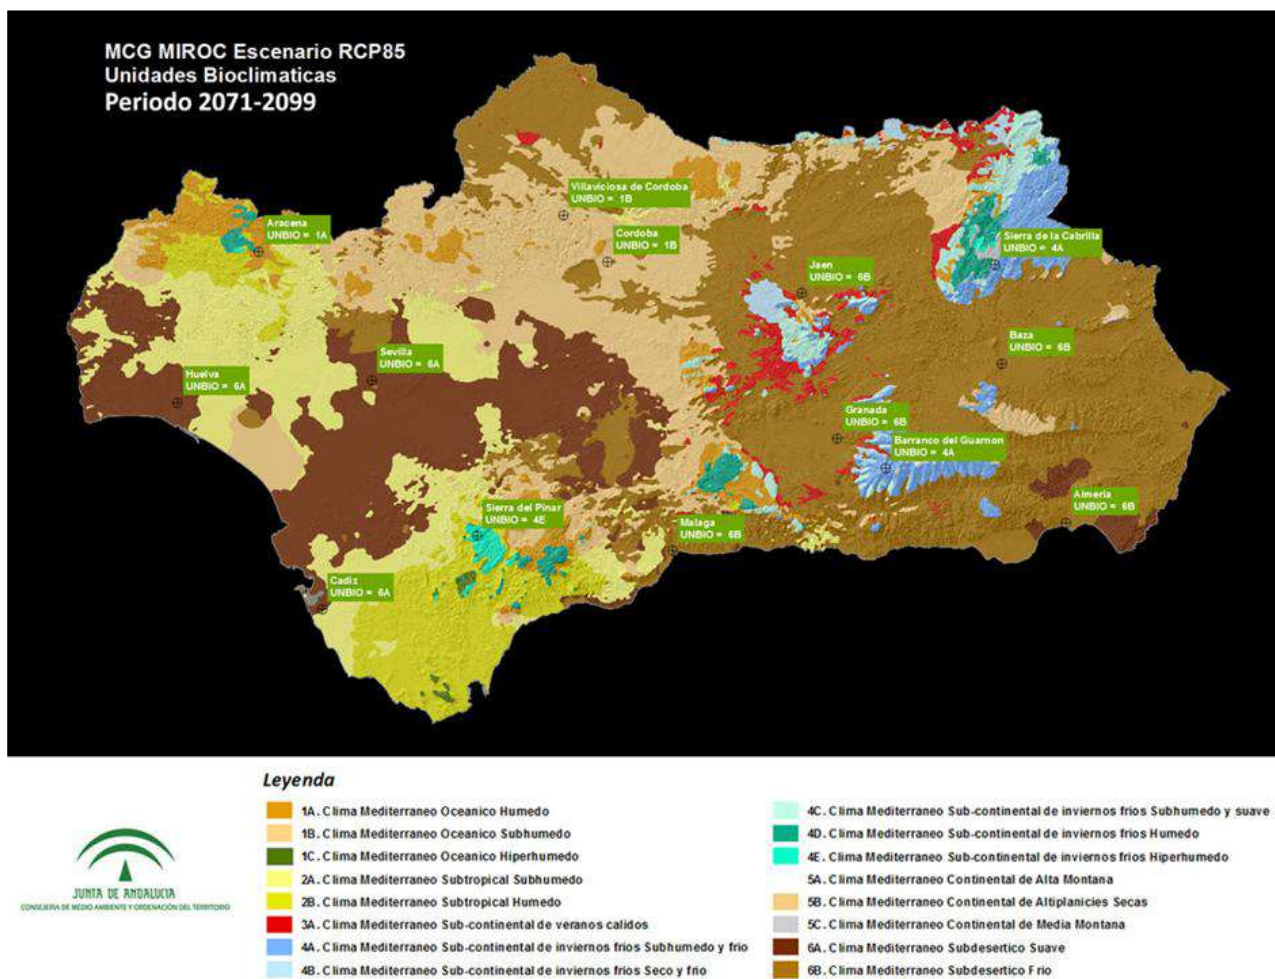 MCG MIROC Escenario RCP85
Unidades Bioclimaticas
Periodo 2071-2099
Villaviciosa de Cordoba
UNBIO = 1B
Aracena
UNBIO = 1A
Cordoba
UNBIO = 1B
Sierra de la Cabrilla
UNBIO = 4A
Jaen
UNBIO = 6B
Baza
UNBIO = 6B
Sevilla
UNBIO = 6A
Huelva
UNBIO = 6A
Granada
UNBIO = 6B
Barranco del Guarnon
UNBIO = 4A
Almeria
UNBIO = 6B
Sierra del Pinar
UNBIO = 4E
Malaga
UNBIO = 6B
Cadiz
UNBIO = 6A
Leyenda
1A. Clima Mediterraneo Oceanico Humedo
1B. Clima Mediterraneo Oceanico Subhumedo
1C. Clima Mediterraneo Oceanico Hiperhumedo
2A. Clima Mediterraneo Subtropical Subhumedo
2B. Clima Mediterraneo Subtropical Humedo
3A. Clima Mediterraneo Sub-continental de veranos calidos
4A. Clima Mediterraneo Sub-continental de inviernos frios Subhumedo y frio
4B. Clima Mediterraneo Sub-continental de inviernos frios Seco y frio
4C. Clima Mediterraneo Sub-continental de inviernos frios Subhumedo y suave
4D. Clima Mediterraneo Sub-continental de inviernos frios Humedo
4E. Clima Mediterraneo Sub-continental de inviernos frios Hiperhumedo
5A. Clima Mediterraneo Continental de Alta Montana
5B. Clima Mediterraneo Continental de Altiplanicies Secas
5C. Clima Mediterraneo Continental de Media Montana
6A. Clima Mediterraneo Subdesertico Suave
6B. Clima Mediterraneo Subdesertico Frio
JUNTA DE ANDALUCIA
CONSEJERIA DE MEDIO AMBIENTE Y ORDENACIÓN DEL TERRITORIO